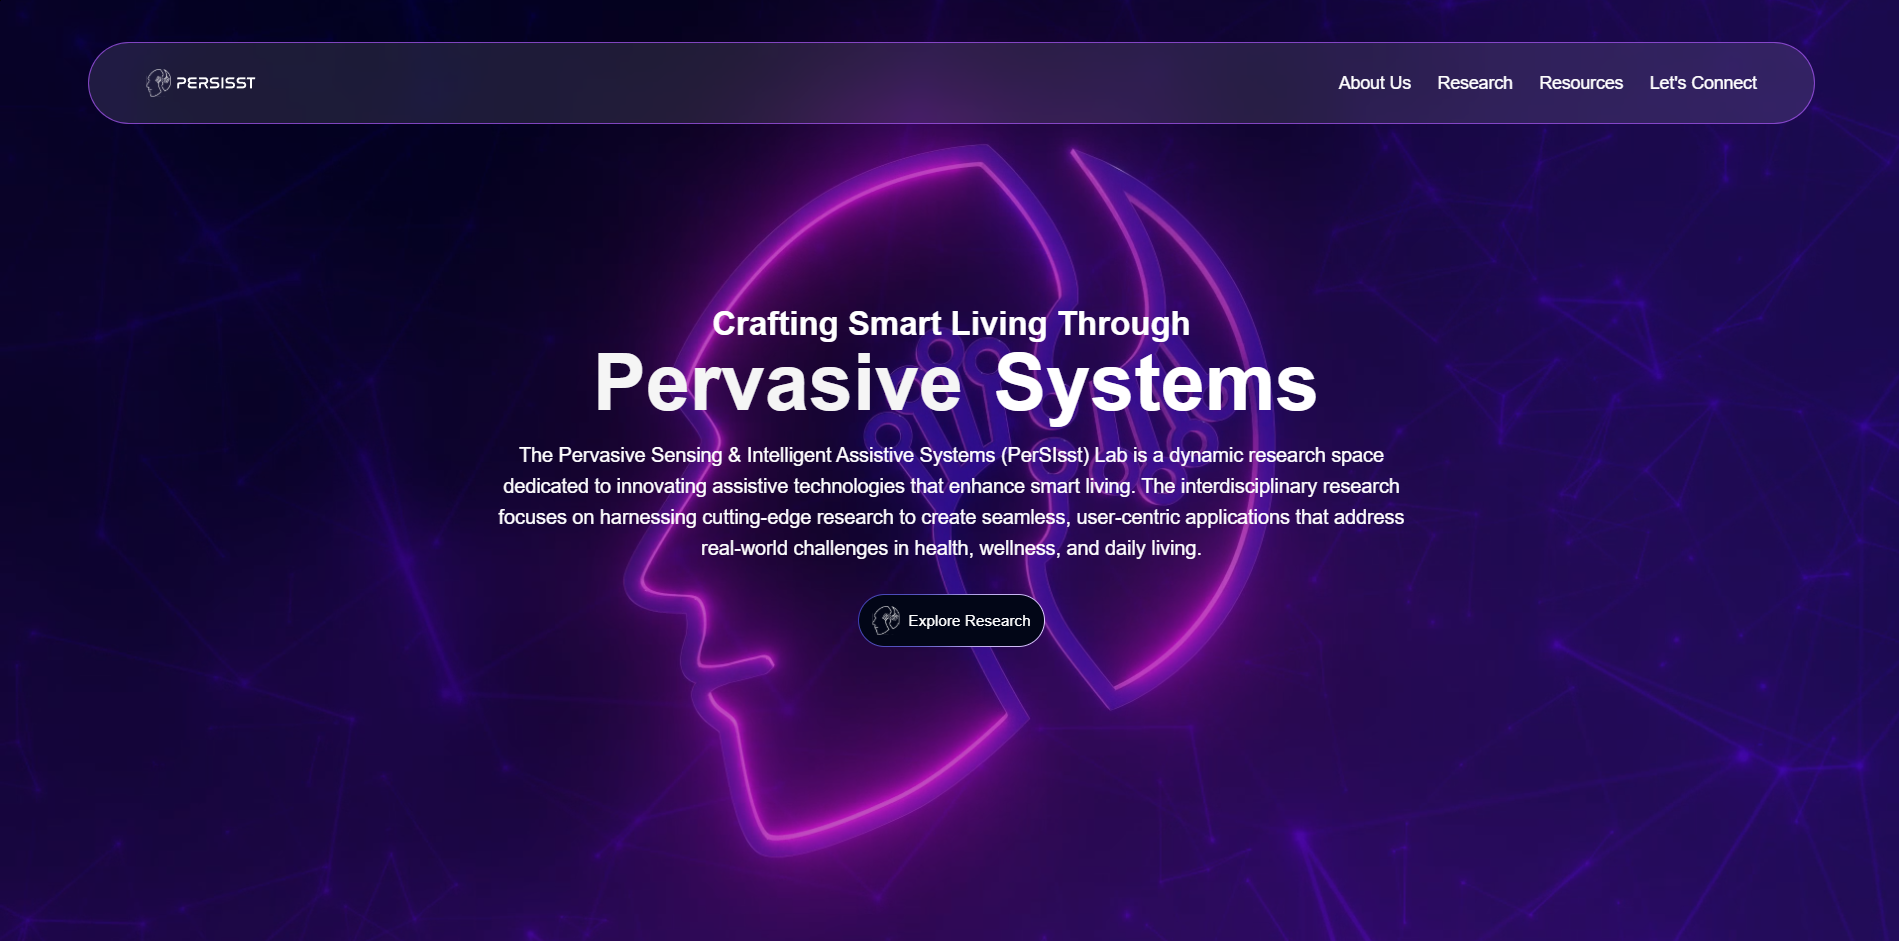 PERSISST
About Us Research Resources Let's Connect
Crafting Smart Living Through
Pervasive Systems
The Pervasive Sensing & Intelligent Assistive Systems (PerSIsst) Lab is a dynamic research space
dedicated to innovating assistive technologies that enhance smart living. The interdisciplinary research
focuses on harnessing cutting-edge research to create seamless, user-centric applications that address
real-world challenges in health, wellness, and daily living.
Explore Research